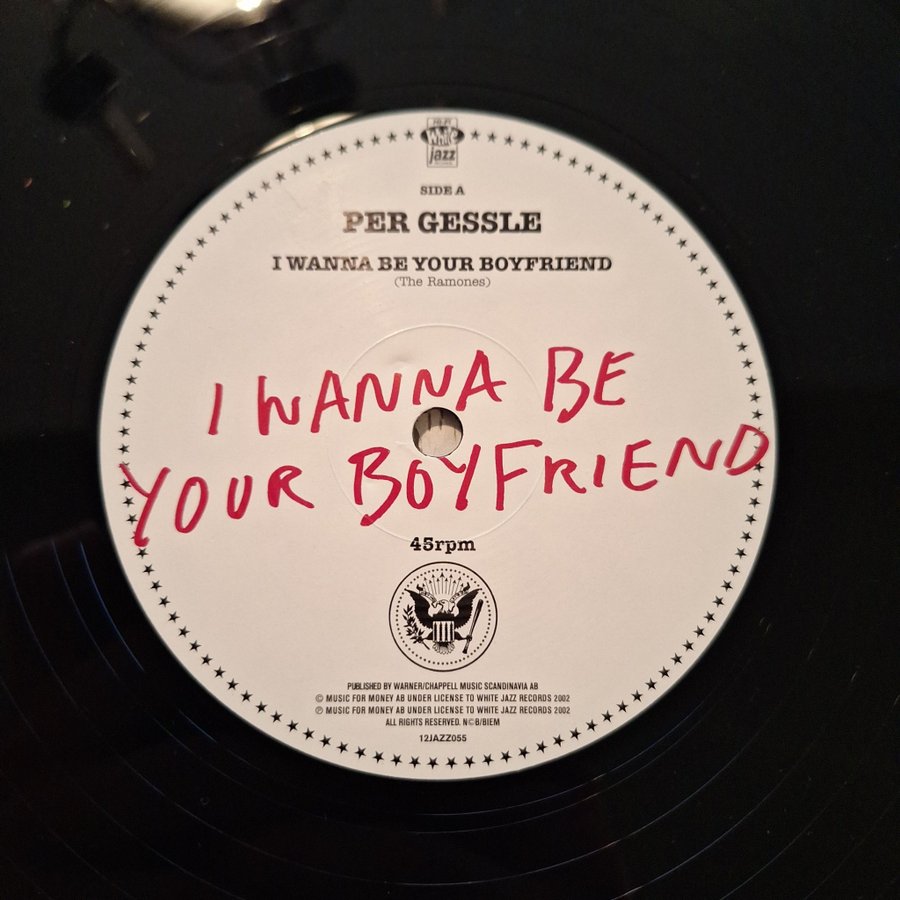 HI-FI
White
jazz
SIDE A
PER GESSLE
I WANNA BE YOUR BOYFRIEND
(The Ramones)
I WANNA BE
YOUR BOYFRIEND
45rpm
PUBLISHED BY WARNER/CHAPPELL MUSIC SCANDINAVIA AB
© MUSIC FOR MONEY AB UNDER LICENSE TO WHITE JAZZ RECORDS 2002
℗ MUSIC FOR MONEY AB UNDER LICENSE TO WHITE JAZZ RECORDS 2002
ALL RIGHTS RESERVED. N©B/BIEM
12JAZZ055